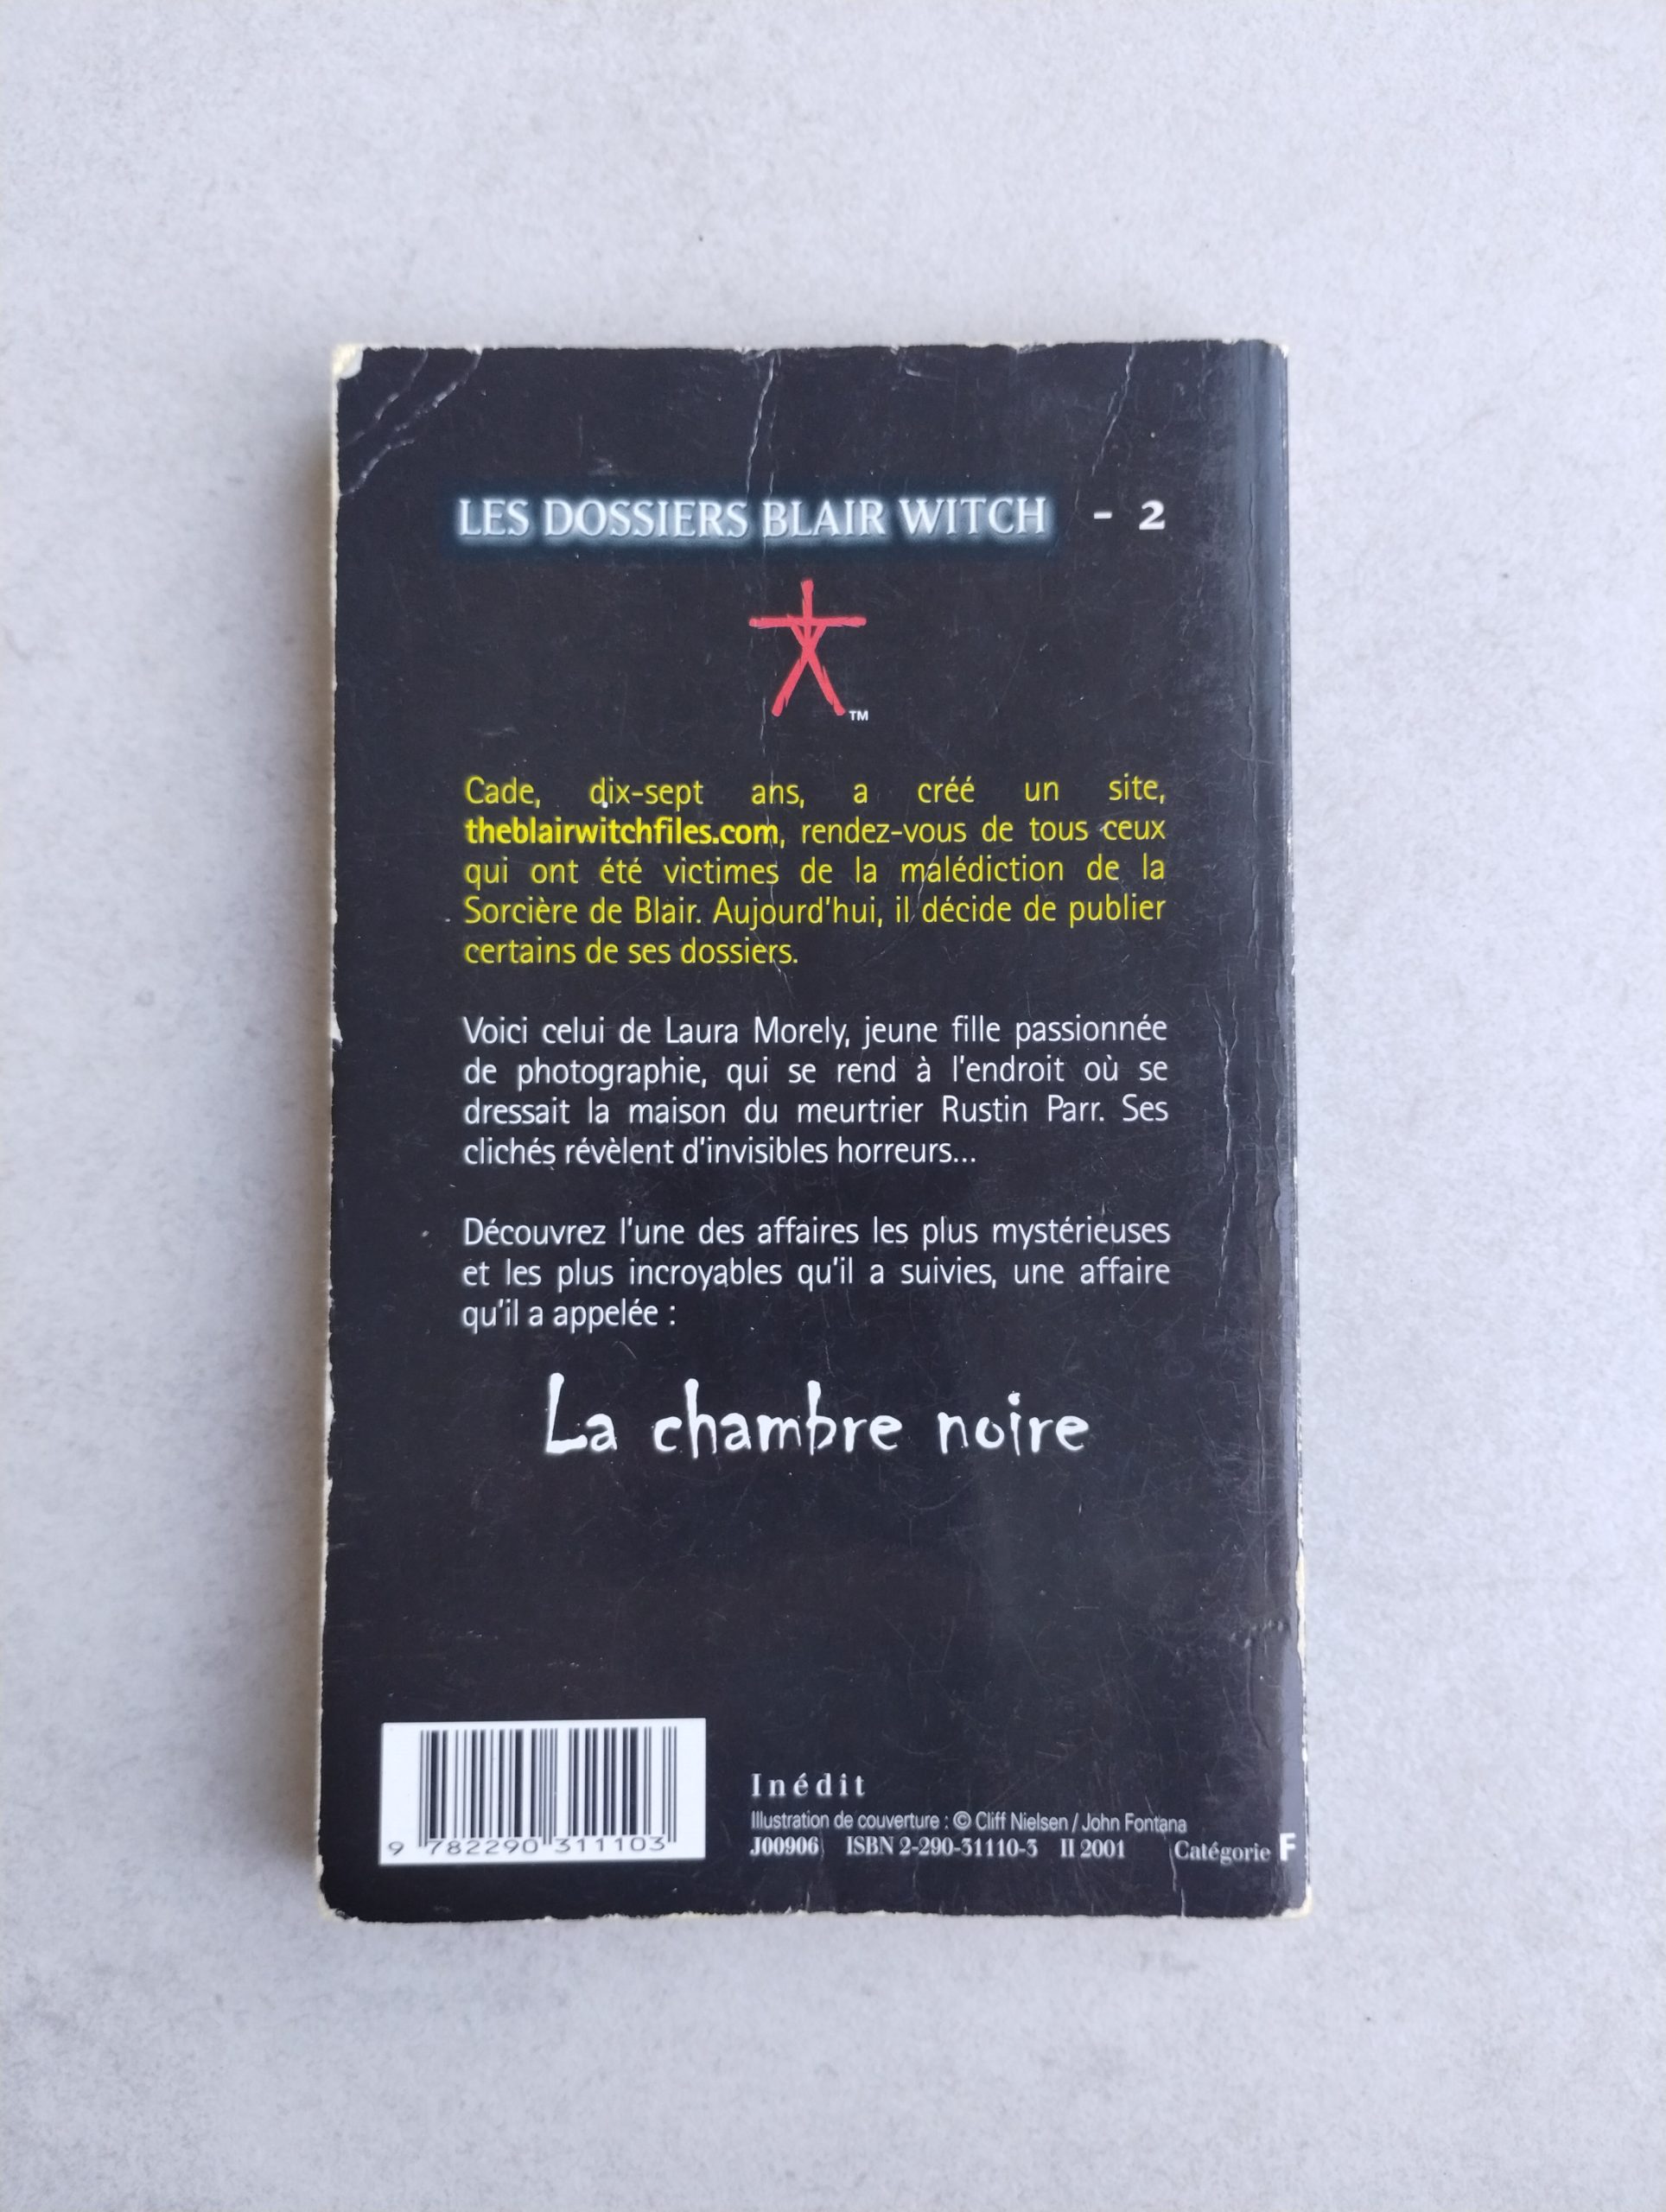 LES DOSSIERS BLAIR WITCH - 2
TM
Cade, dix-sept ans, a créé un site,
theblairwitchfiles.com, rendez-vous de tous ceux
qui ont été victimes de la malédiction de la
Sorcière de Blair. Aujourd'hui, il décide de publier
certains de ses dossiers.
Voici celui de Laura Morely, jeune fille passionnée
de photographie, qui se rend à l'endroit où se
dressait la maison du meurtrier Rustin Parr. Ses
clichés révèlent d'invisibles horreurs...
Découvrez l'une des affaires les plus mystérieuses
et les plus incroyables qu'il a suivies, une affaire
qu'il a appelée :
La chambre noire
Inédit
Illustration de couverture : © Cliff Nielsen / John Fontana
J00906 ISBN 2-290-31110-3 II 2001 Catégorie F
9 782290 311103